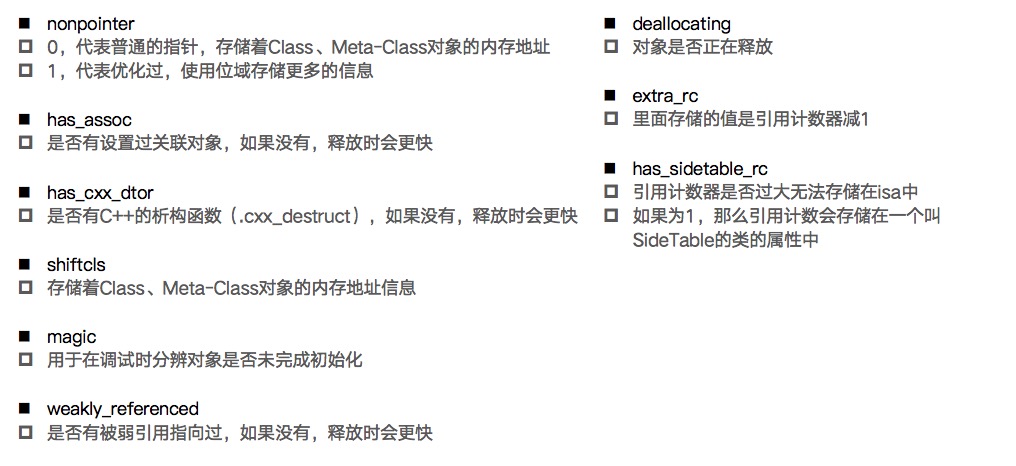 ■ nonpointer
□ 0，代表普通的指针，存储着Class、Meta-Class对象的内存地址
□ 1，代表优化过，使用位域存储更多的信息
■ has_assoc
□ 是否有设置过关联对象，如果没有，释放时会更快
■ has_cxx_dtor
□ 是否有C++的析构函数（.cxx_destruct），如果没有，释放时会更快
■ shiftcls
□ 存储着Class、Meta-Class对象的内存地址信息
■ magic
□ 用于在调试时分辨对象是否未完成初始化
■ weakly_referenced
□ 是否有被弱引用指向过，如果没有，释放时会更快
■ deallocating
□ 对象是否正在释放
■ extra_rc
□ 里面存储的值是引用计数器减1
■ has_sidetable_rc
□ 引用计数器是否过大无法存储在isa中
□ 如果为1，那么引用计数会存储在一个叫
SideTable的类的属性中